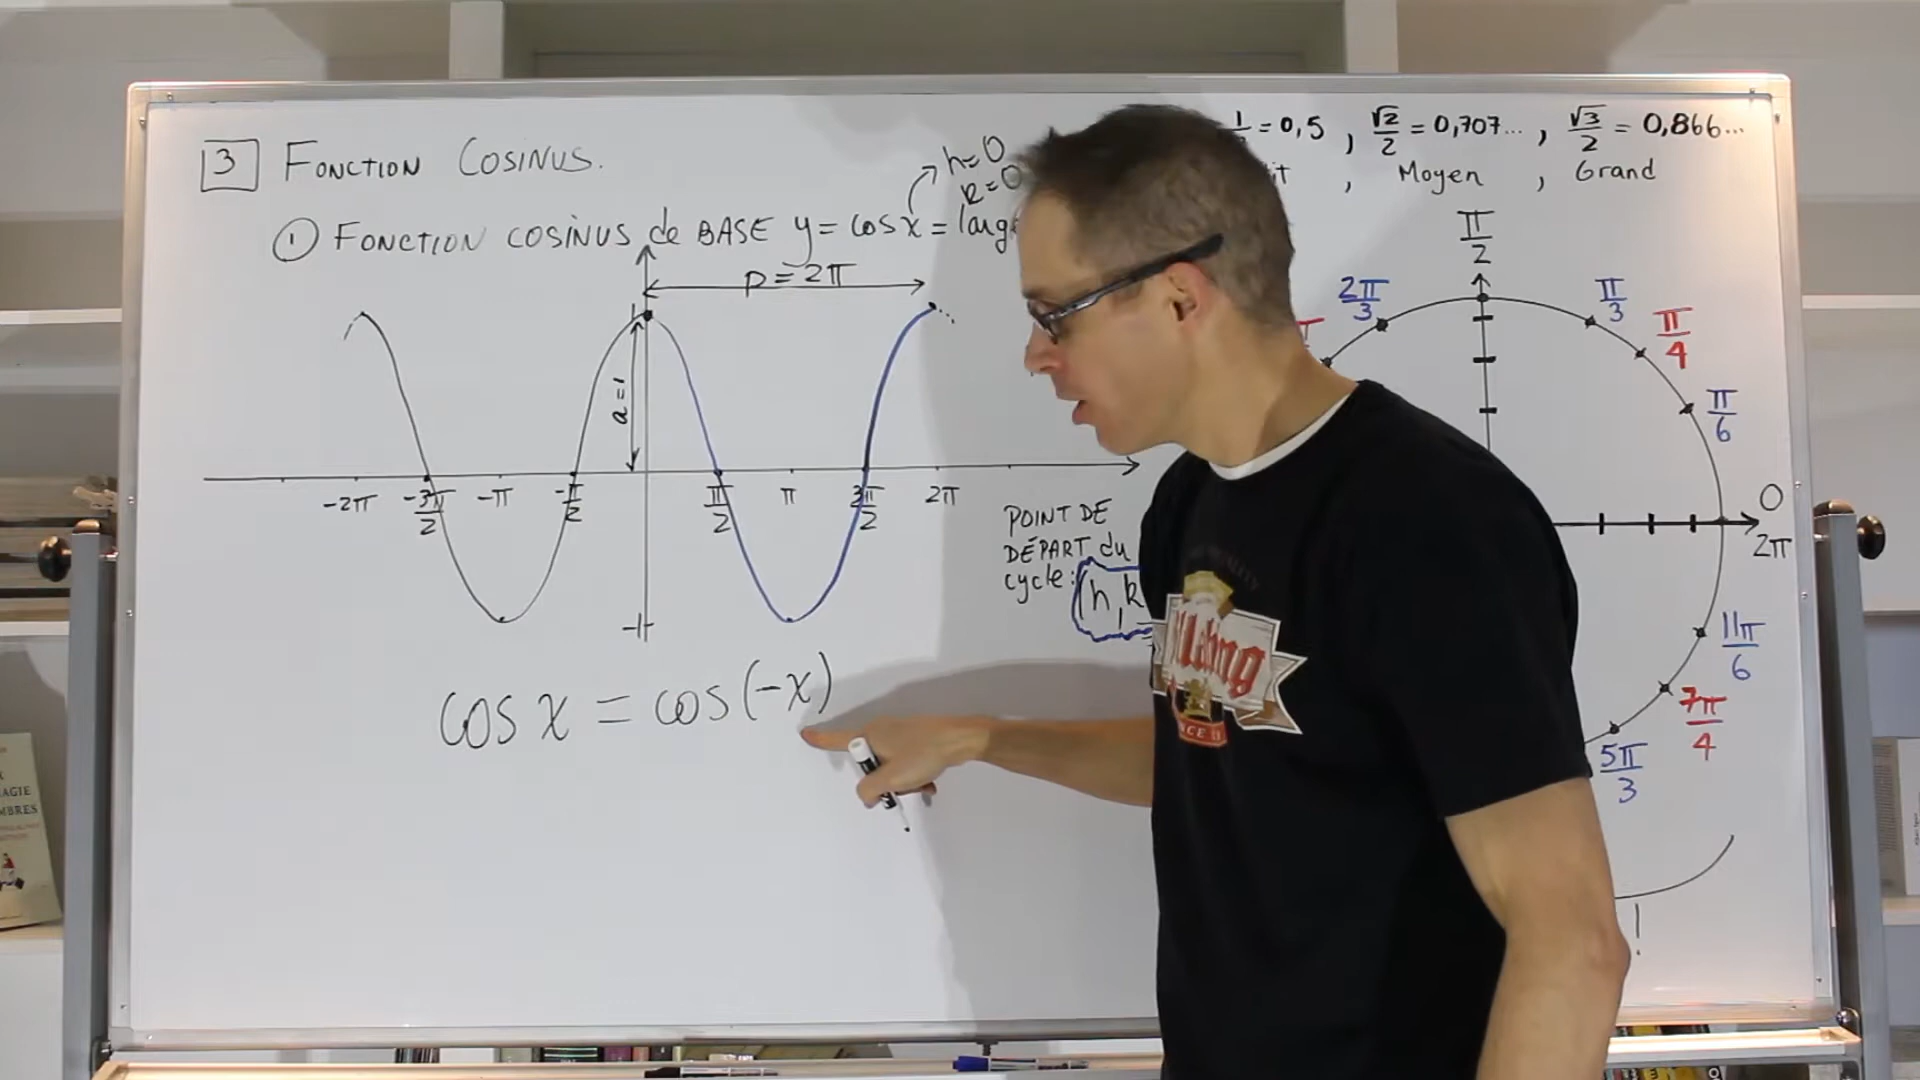 3 FONCTION COSINUS.
① FONCTION COSINUS de BASE y = cos x =
h=0
k=0
P = 2π
1
a=1
-2π -3π/2 -π -π/2 π/2 π 3π/2 2π
-1
cos x = cos(-x)
POINT DE
DÉPART du
cycle:
(h,k
= 0,5 , √2/2 = 0,707... , √3/2 = 0,866...
, Moyen , Grand
π/2
2π/3 π/3
π/4
π/6
0
2π
11π/6
7π/4
5π/3
!